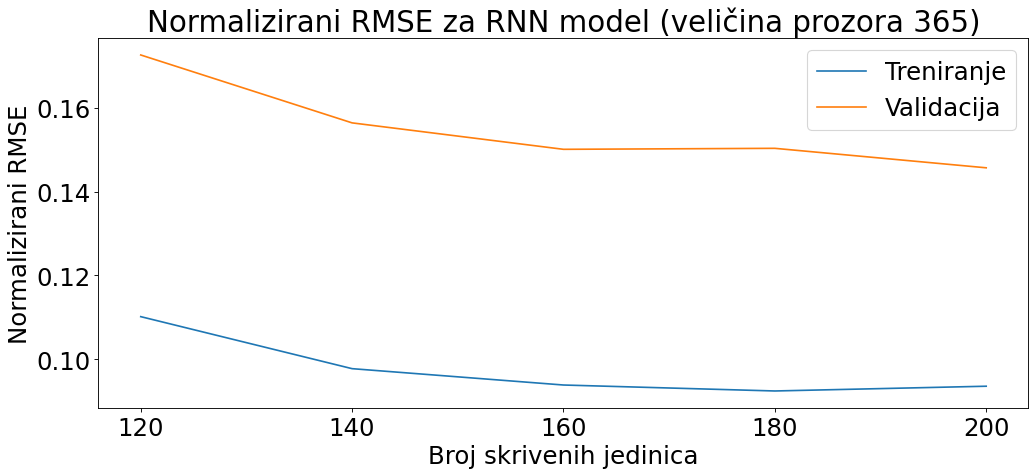 Normalizirani RMSE za RNN model (veličina prozora 365)
Treniranje
Validacija
Normalizirani RMSE
0.16
0.14
0.12
0.10
120 140 160 180 200
Broj skrivenih jedinica